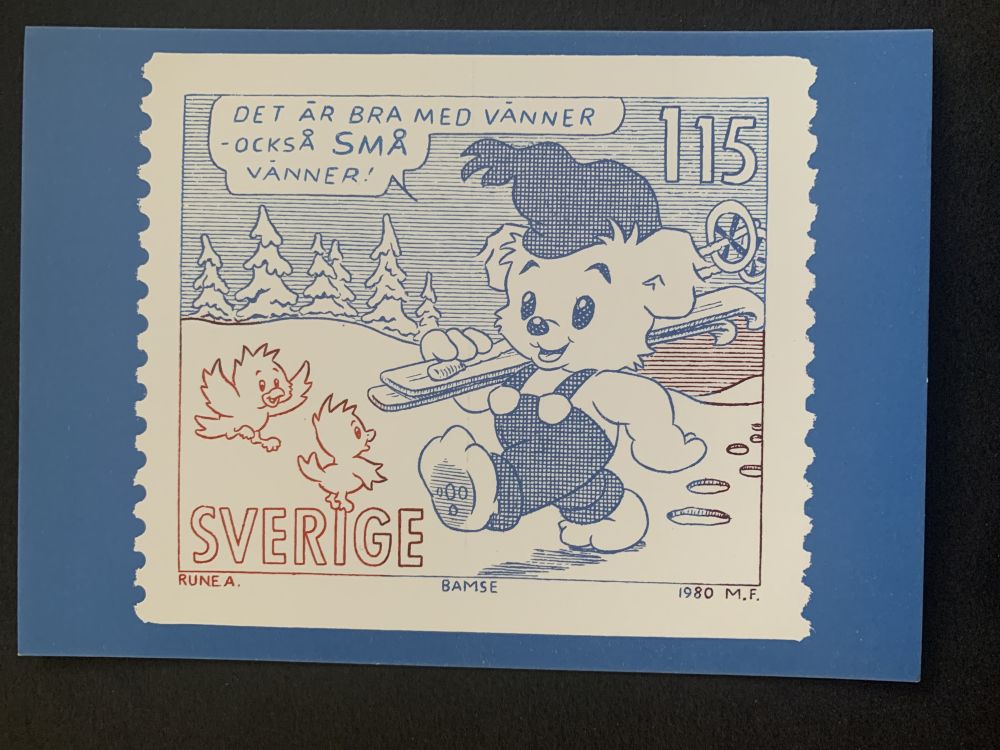 DET ÄR BRA MED VÄNNER
-OCKSÅ SMÅ
VÄNNER!
115
SVERIGE
RUNE A.
BAMSE
1980 M.F.